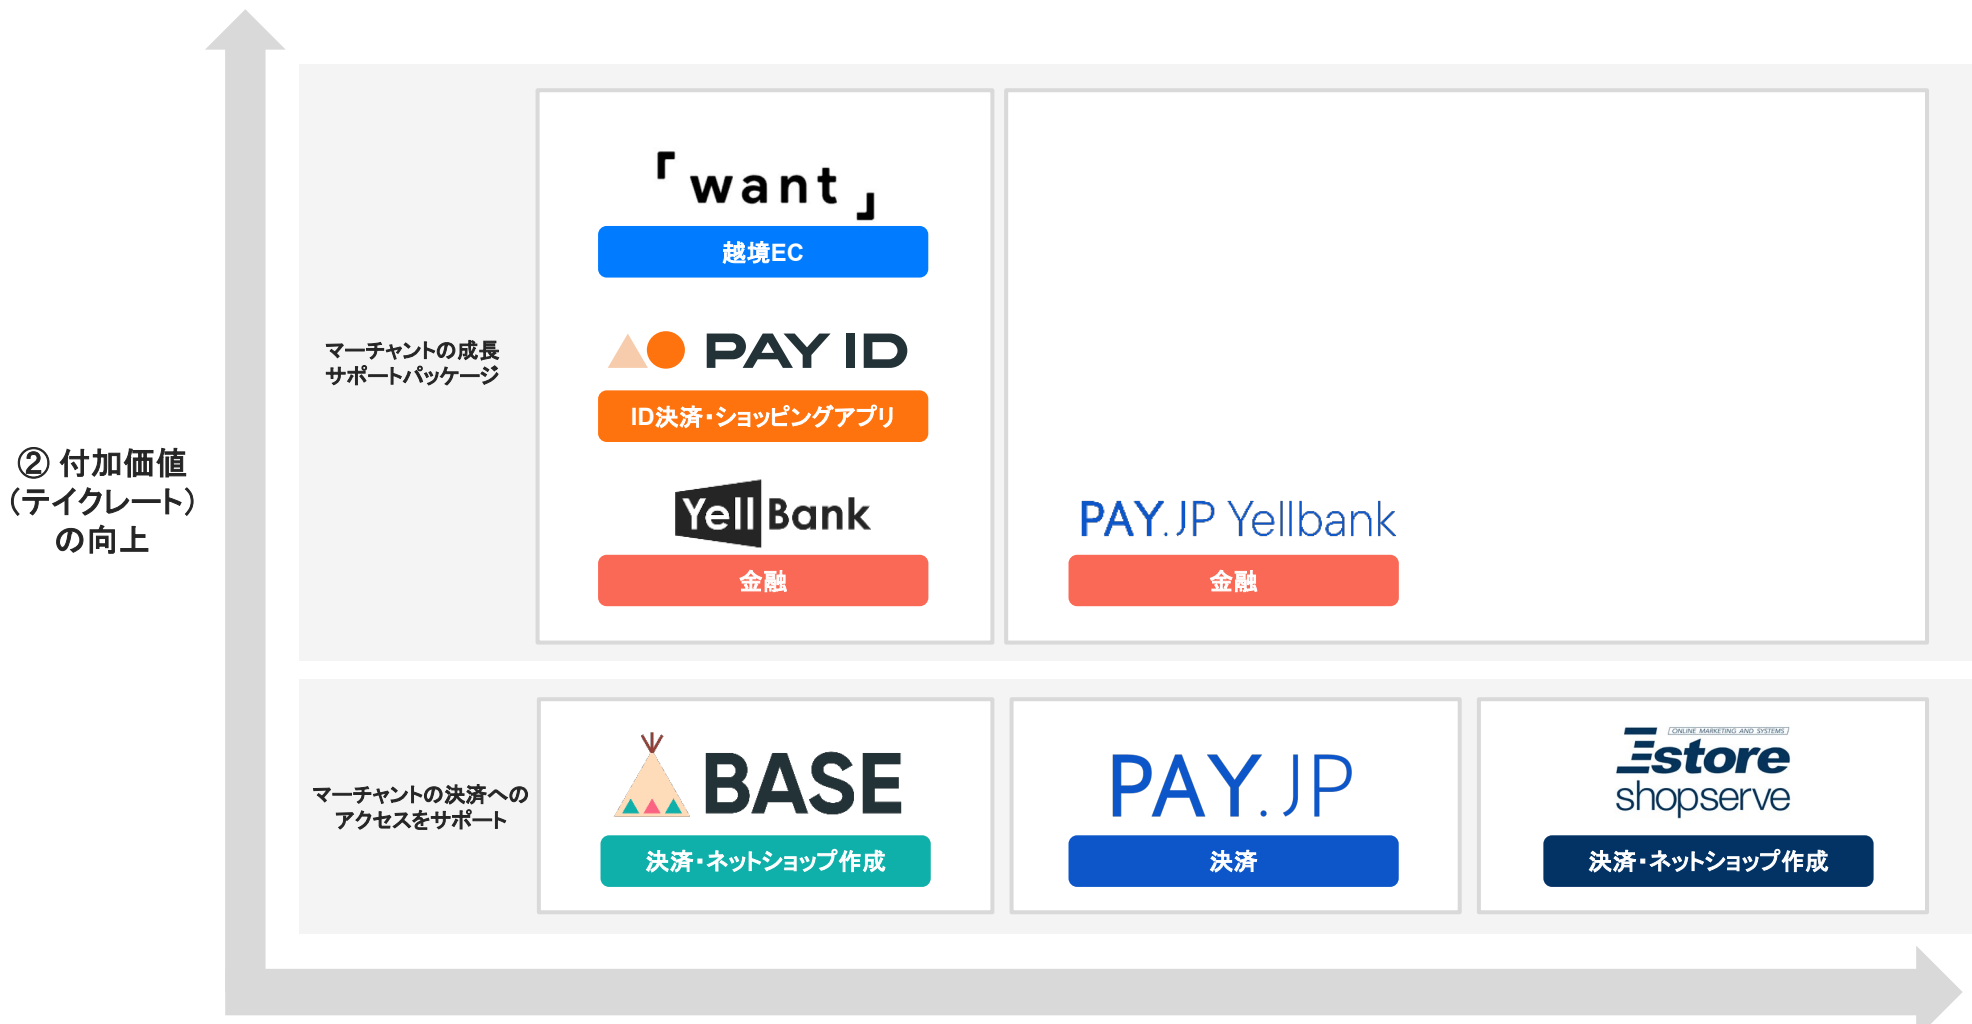 「want」
越境EC
マーチャントの成長
サポートパッケージ
PAY ID
ID決済・ショッピングアプリ
② 付加価値
（テイクレート）
の向上
YellBank
金融
PAY.JP Yellbank
金融
マーチャントの決済への
アクセスをサポート
BASE
決済・ネットショップ作成
PAY.JP
決済
ONLINE MARKETING AND SYSTEMS
Estore
shopserve
決済・ネットショップ作成